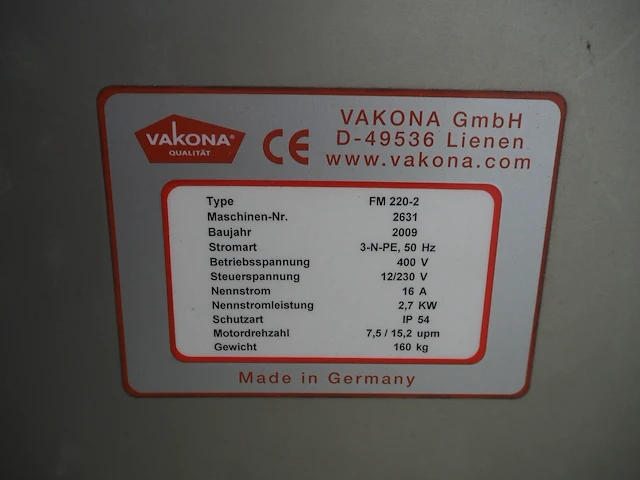 VAKONA®
QUALITÄT
CE
VAKONA GmbH
D-49536 Lienen
www.vakona.com
Type FM 220-2
Maschinen-Nr. 2631
Baujahr 2009
Stromart 3-N-PE, 50 Hz
Betriebsspannung 400 V
Steuerspannung 12/230 V
Nennstrom 16 A
Nennstromleistung 2,7 KW
Schutzart IP 54
Motordrehzahl 7,5 / 15,2 upm
Gewicht 160 kg
Made in Germany